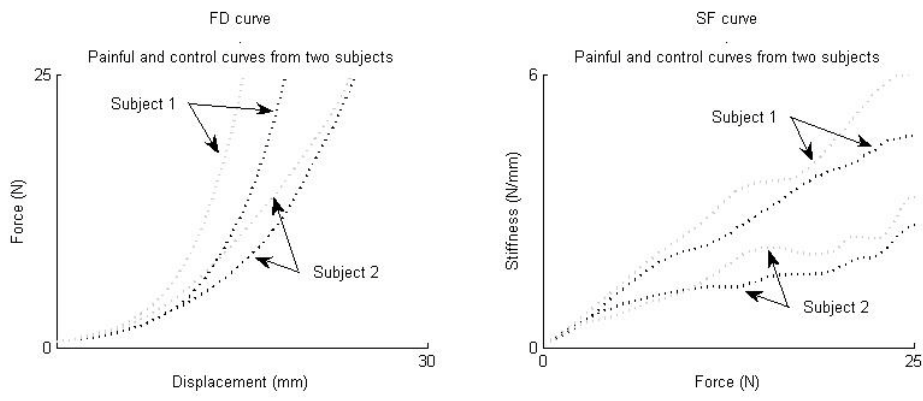 FD curve
.
Painful and control curves from two subjects
25
Subject 1
Force (N)
Subject 2
0
30
Displacement (mm)
SF curve
.
Painful and control curves from two subjects
6
Subject 1
Stiffness (N/mm)
Subject 2
0
0
25
Force (N)